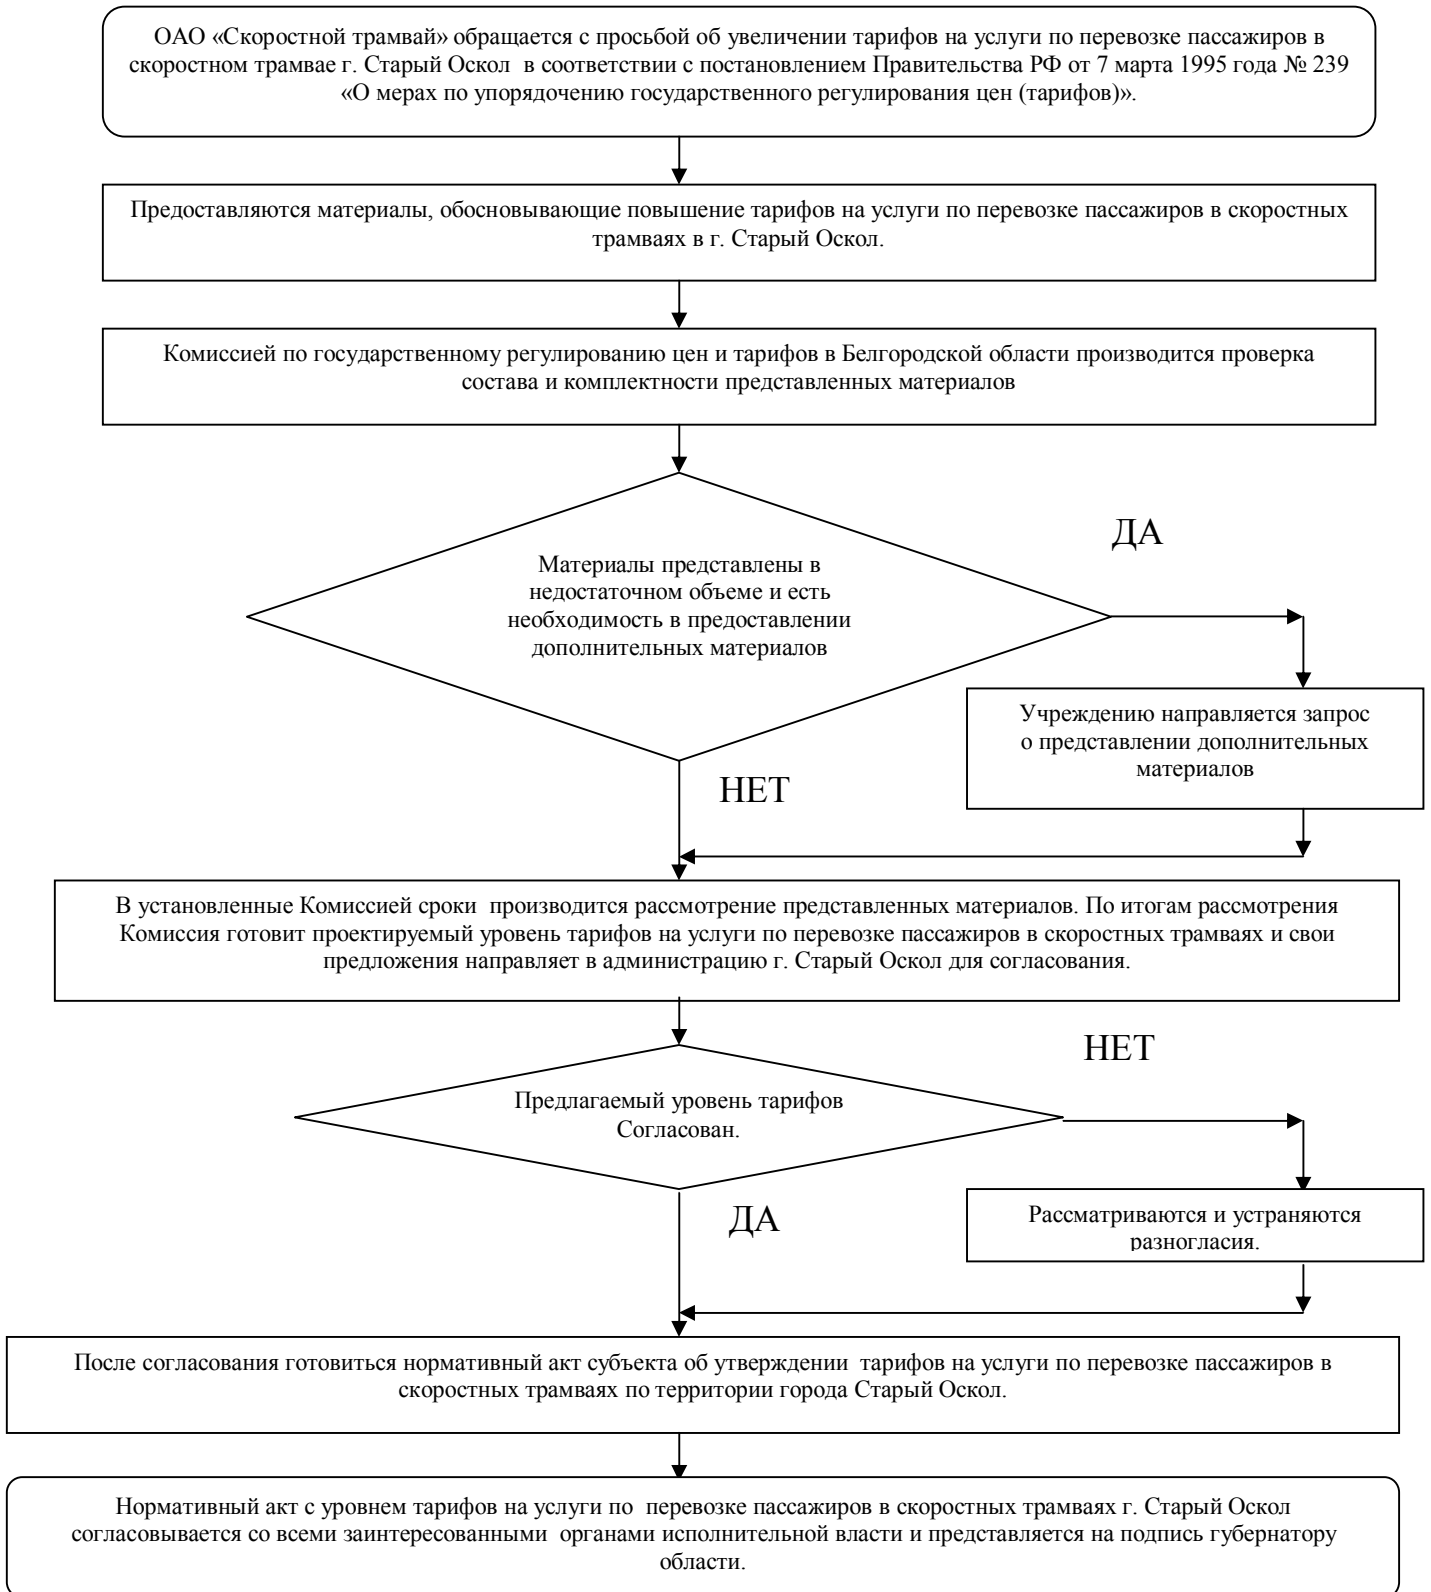 ОАО «Скоростной трамвай» обращается с просьбой об увеличении тарифов на услуги по перевозке пассажиров в
скоростном трамвае г. Старый Оскол в соответствии с постановлением Правительства РФ от 7 марта 1995 года № 239
«О мерах по упорядочению государственного регулирования цен (тарифов)».
Предоставляются материалы, обосновывающие повышение тарифов на услуги по перевозке пассажиров в скоростных
трамваях в г. Старый Оскол.
Комиссией по государственному регулированию цен и тарифов в Белгородской области производится проверка
состава и комплектности представленных материалов
ДА
Материалы представлены в
недостаточном объеме и есть
необходимость в предоставлении
дополнительных материалов
Учреждению направляется запрос
о представлении дополнительных
материалов
НЕТ
В установленные Комиссией сроки производится рассмотрение представленных материалов. По итогам рассмотрения
Комиссия готовит проектируемый уровень тарифов на услуги по перевозке пассажиров в скоростных трамваях и свои
предложения направляет в администрацию г. Старый Оскол для согласования.
НЕТ
Предлагаемый уровень тарифов
Согласован.
ДА
Рассматриваются и устраняются
разногласия.
После согласования готовиться нормативный акт субъекта об утверждении тарифов на услуги по перевозке пассажиров в
скоростных трамваях по территории города Старый Оскол.
Нормативный акт с уровнем тарифов на услуги по перевозке пассажиров в скоростных трамваях г. Старый Оскол
согласовывается со всеми заинтересованными органами исполнительной власти и представляется на подпись губернатору
области.